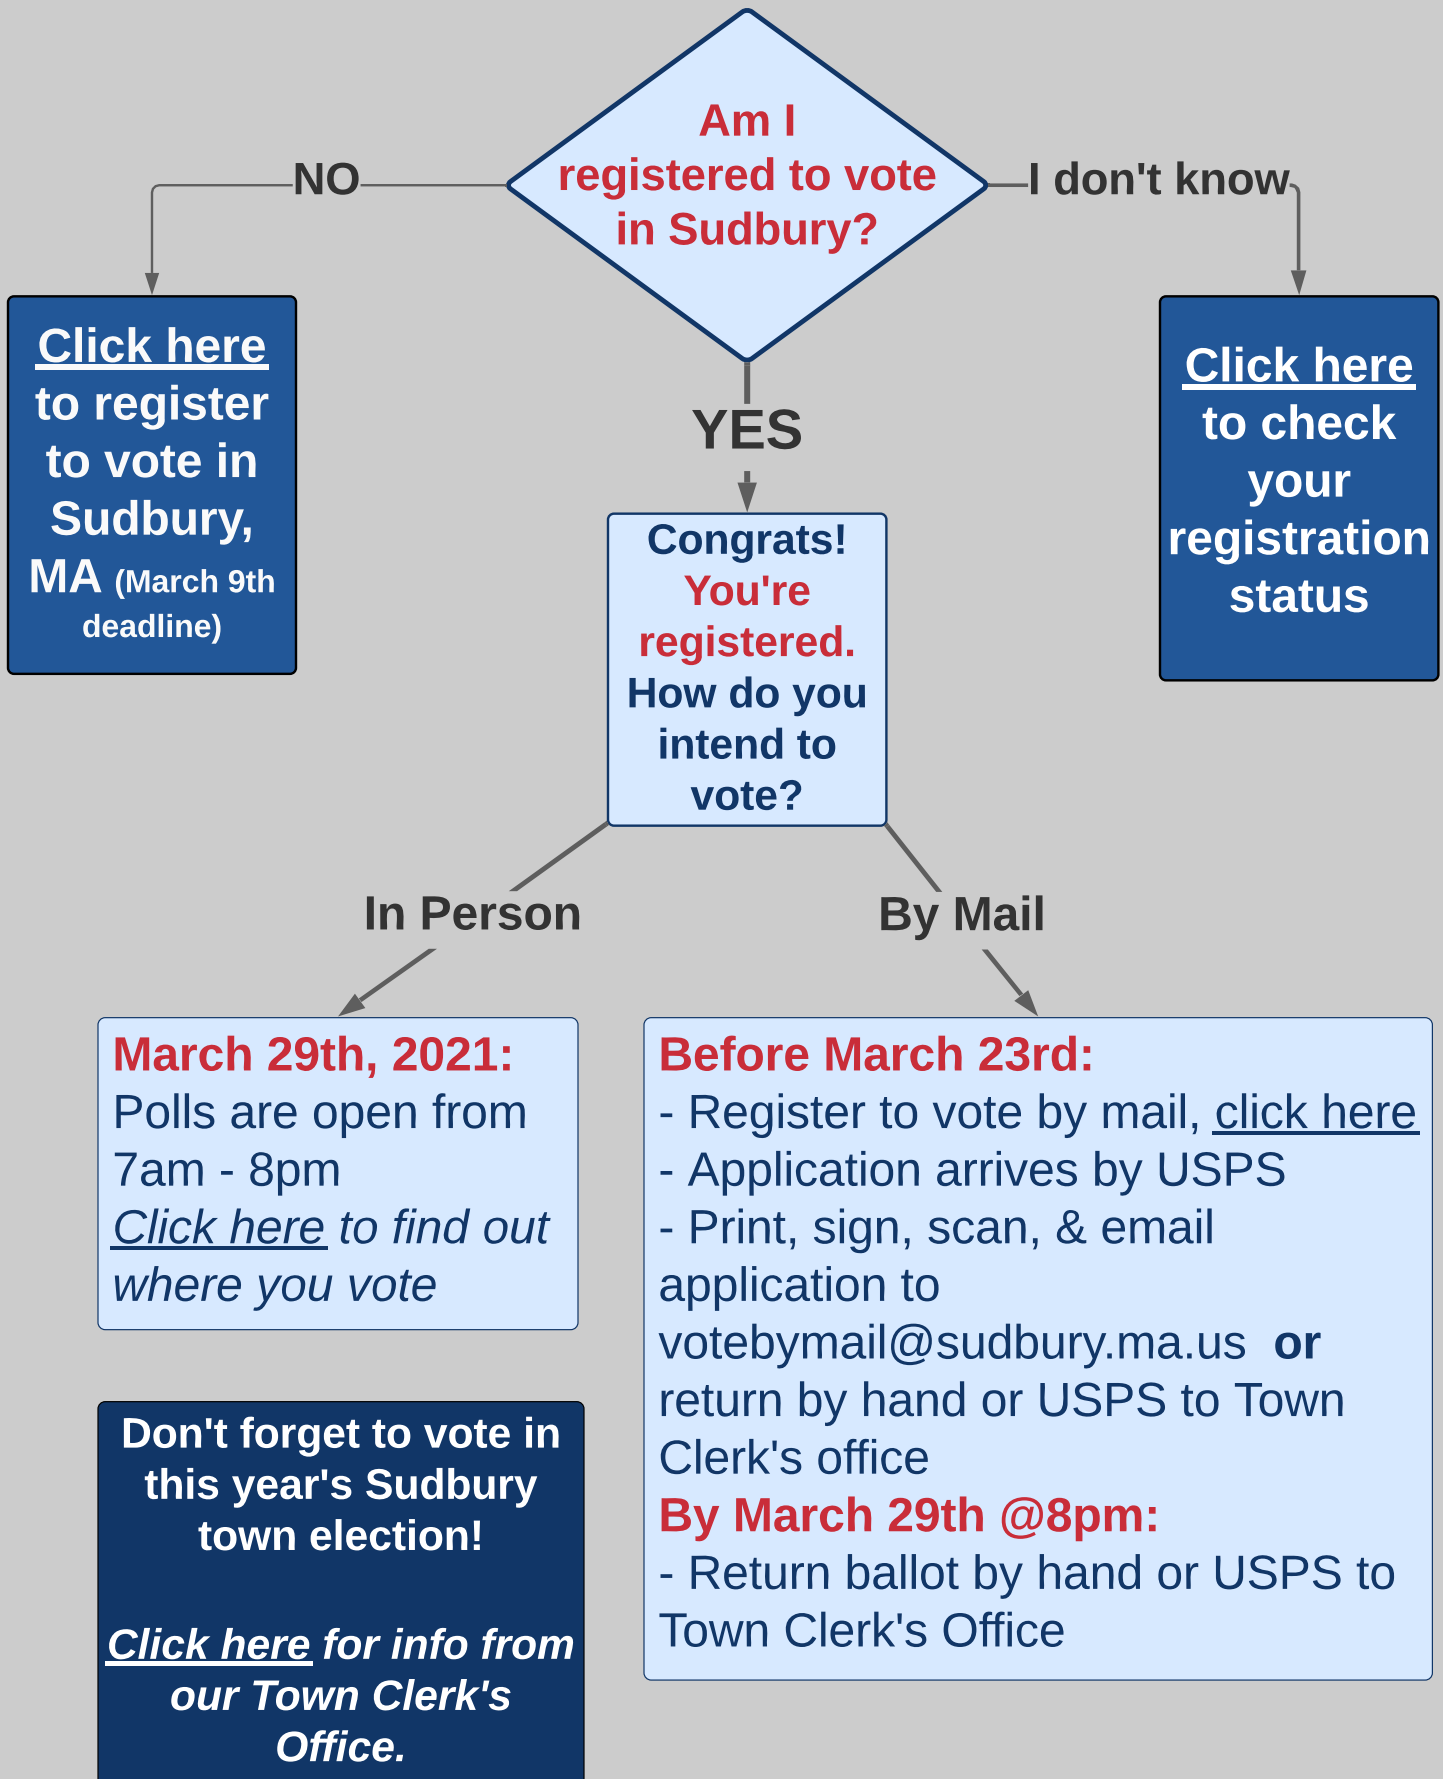 Am I
registered to vote
in Sudbury?
NO
I don't know
Click here
to register
to vote in
Sudbury,
MA (March 9th
deadline)
Click here
to check
your
registration
status
YES
Congrats!
You're
registered.
How do you
intend to
vote?
In Person
By Mail
March 29th, 2021:
Polls are open from
7am - 8pm
Click here to find out
where you vote
Before March 23rd:
- Register to vote by mail, click here
- Application arrives by USPS
- Print, sign, scan, & email
application to
votebymail@sudbury.ma.us or
return by hand or USPS to Town
Clerk's office
By March 29th @8pm:
- Return ballot by hand or USPS to
Town Clerk's Office
Don't forget to vote in
this year's Sudbury
town election!
Click here for info from
our Town Clerk's
Office.